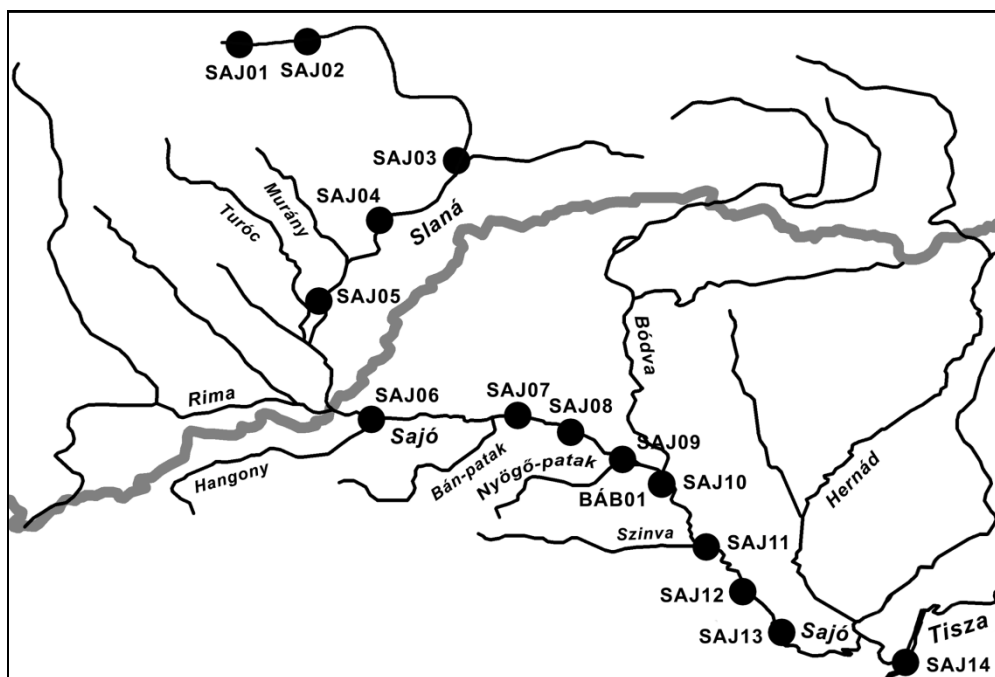 SAJ01
SAJ02
SAJ03
SAJ04
Murány
Turóc
Slaná
SAJ05
Bódva
Rima
SAJ06
SAJ07
SAJ08
Sajó
Hangony
Bán-patak
Nyögő-patak
SAJ09
BÁB01
SAJ10
Hernád
Szinva
SAJ11
SAJ12
SAJ13
Sajó
Tisza
SAJ14